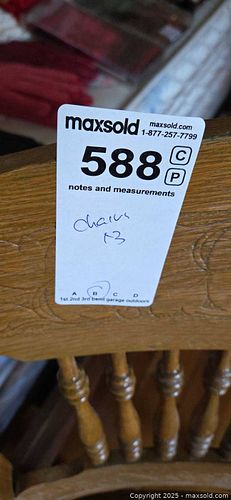 maxsold maxsold.com
1-877-257-7799
588 C
P
notes and measurements
chairs
x3
A B C D
1st 2nd 3rd bsmt garage outdoors
Copyright © 2025 - maxsold.com